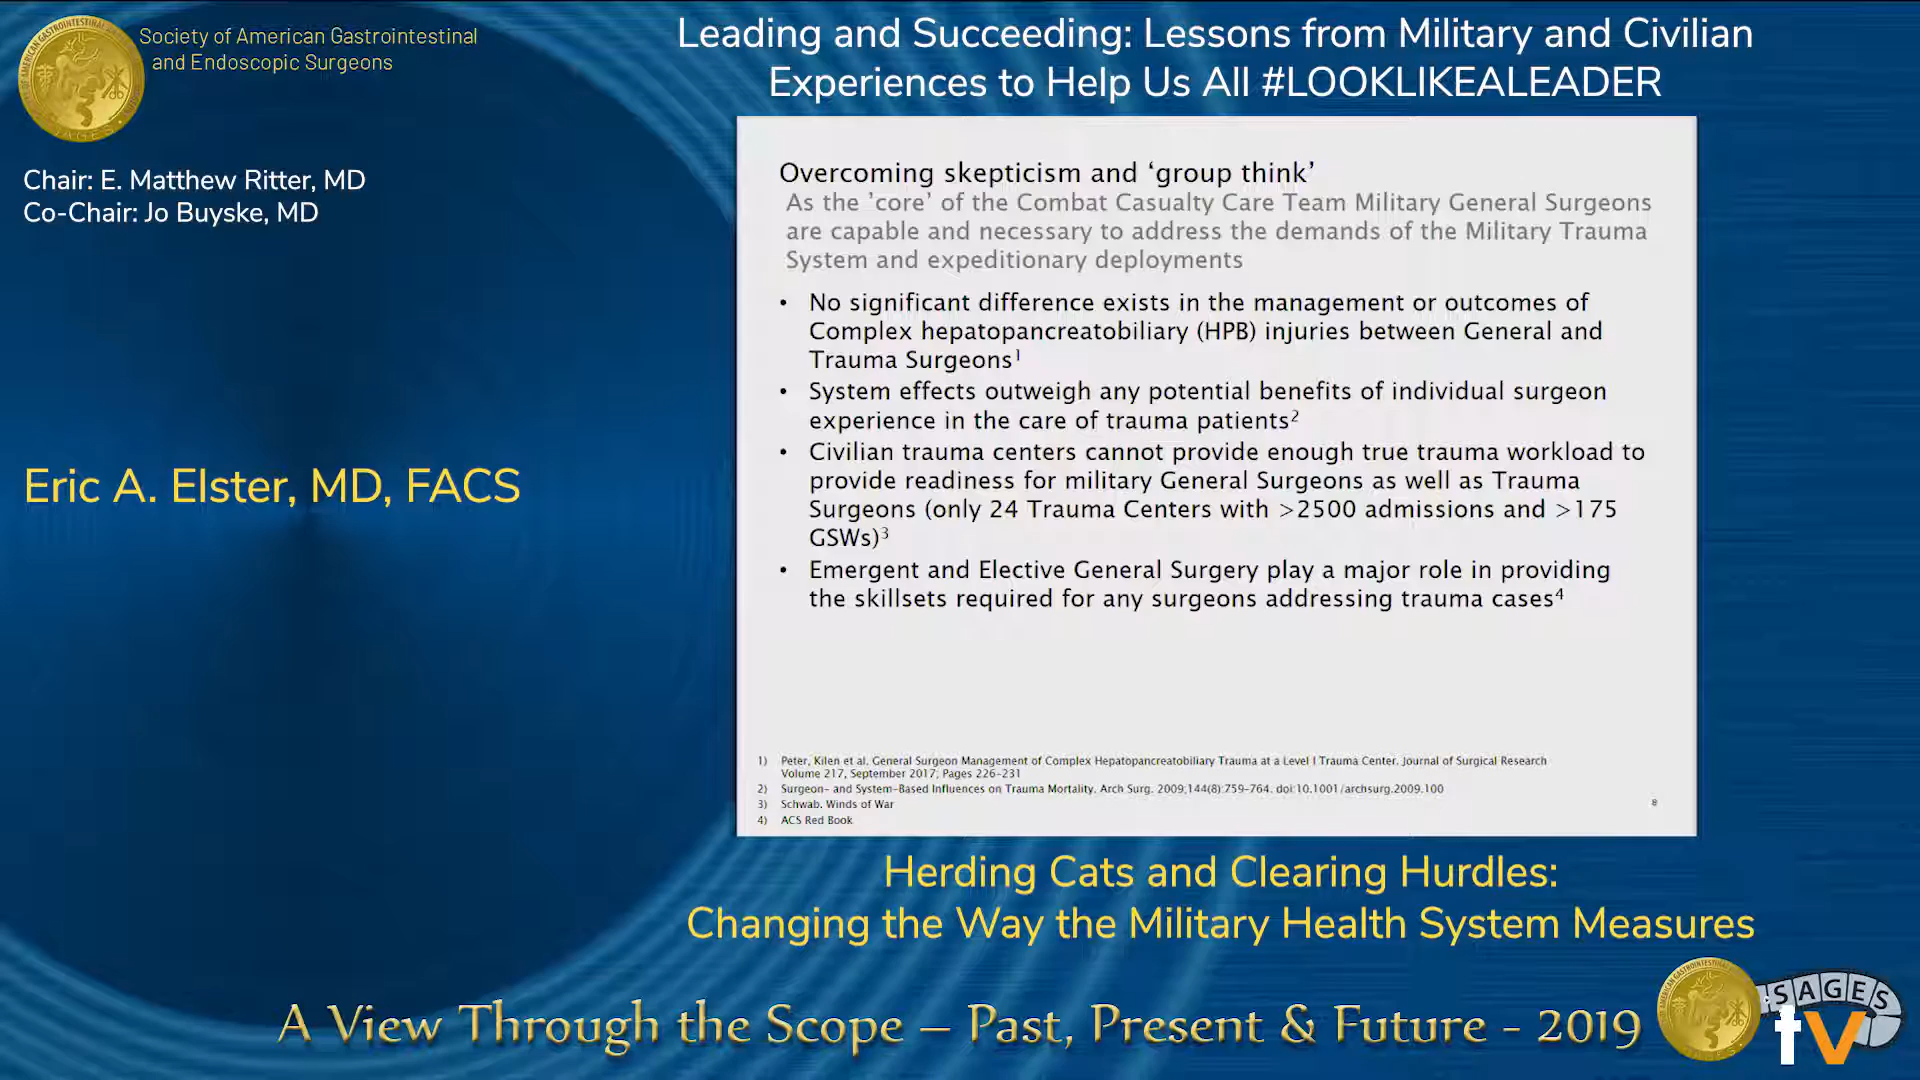 Society of American Gastrointestinal
and Endoscopic Surgeons
Leading and Succeeding: Lessons from Military and Civilian
Experiences to Help Us All #LOOKLIKEALEADER
Chair: E. Matthew Ritter, MD
Co-Chair: Jo Buyske, MD
Eric A. Elster, MD, FACS
Overcoming skepticism and ‘group think’
As the 'core' of the Combat Casualty Care Team Military General Surgeons
are capable and necessary to address the demands of the Military Trauma
System and expeditionary deployments
• No significant difference exists in the management or outcomes of
Complex hepatopancreatobiliary (HPB) injuries between General and
Trauma Surgeons¹
• System effects outweigh any potential benefits of individual surgeon
experience in the care of trauma patients²
• Civilian trauma centers cannot provide enough true trauma workload to
provide readiness for military General Surgeons as well as Trauma
Surgeons (only 24 Trauma Centers with >2500 admissions and >175
GSWs)³
• Emergent and Elective General Surgery play a major role in providing
the skillsets required for any surgeons addressing trauma cases⁴
1) Peter, Kilen et al. General Surgeon Management of Complex Hepatopancreatobiliary Trauma at a Level I Trauma Center. Journal of Surgical Research
Volume 217, September 2017, Pages 226-231
2) Surgeon- and System-Based Influences on Trauma Mortality. Arch Surg. 2009;144(8):759-764. doi:10.1001/archsurg.2009.100
3) Schwab. Winds of War
8
4) ACS Red Book
Herding Cats and Clearing Hurdles:
Changing the Way the Military Health System Measures
A View Through the Scope – Past, Present & Future - 2019
SAGES
tv